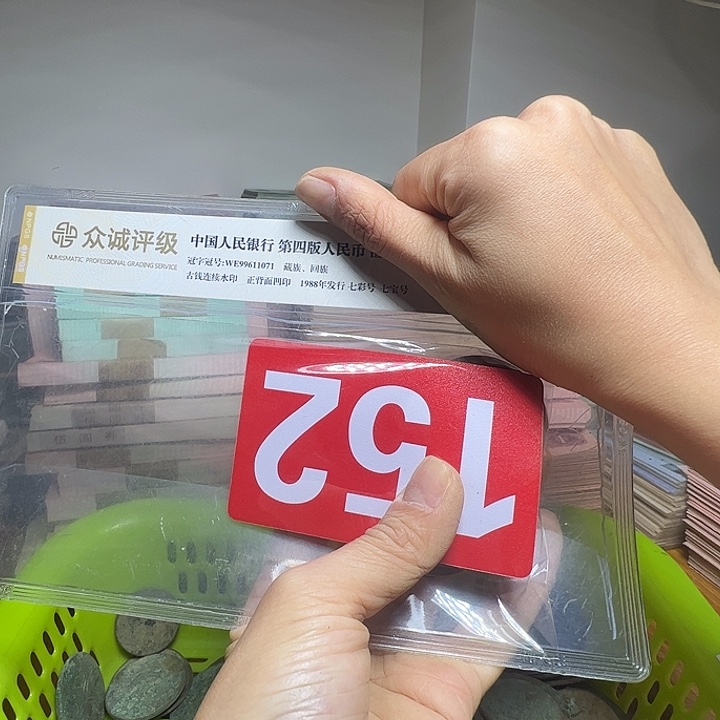 众诚评级
NUMISMATIC PROFESSIONAL GRADING SERVICE
中国人民银行 第四版人民币
冠字冠号:WE99611071 藏族、回族
古钱连续水印 正背面凹印 1988年发行 七彩号 七宝号
152